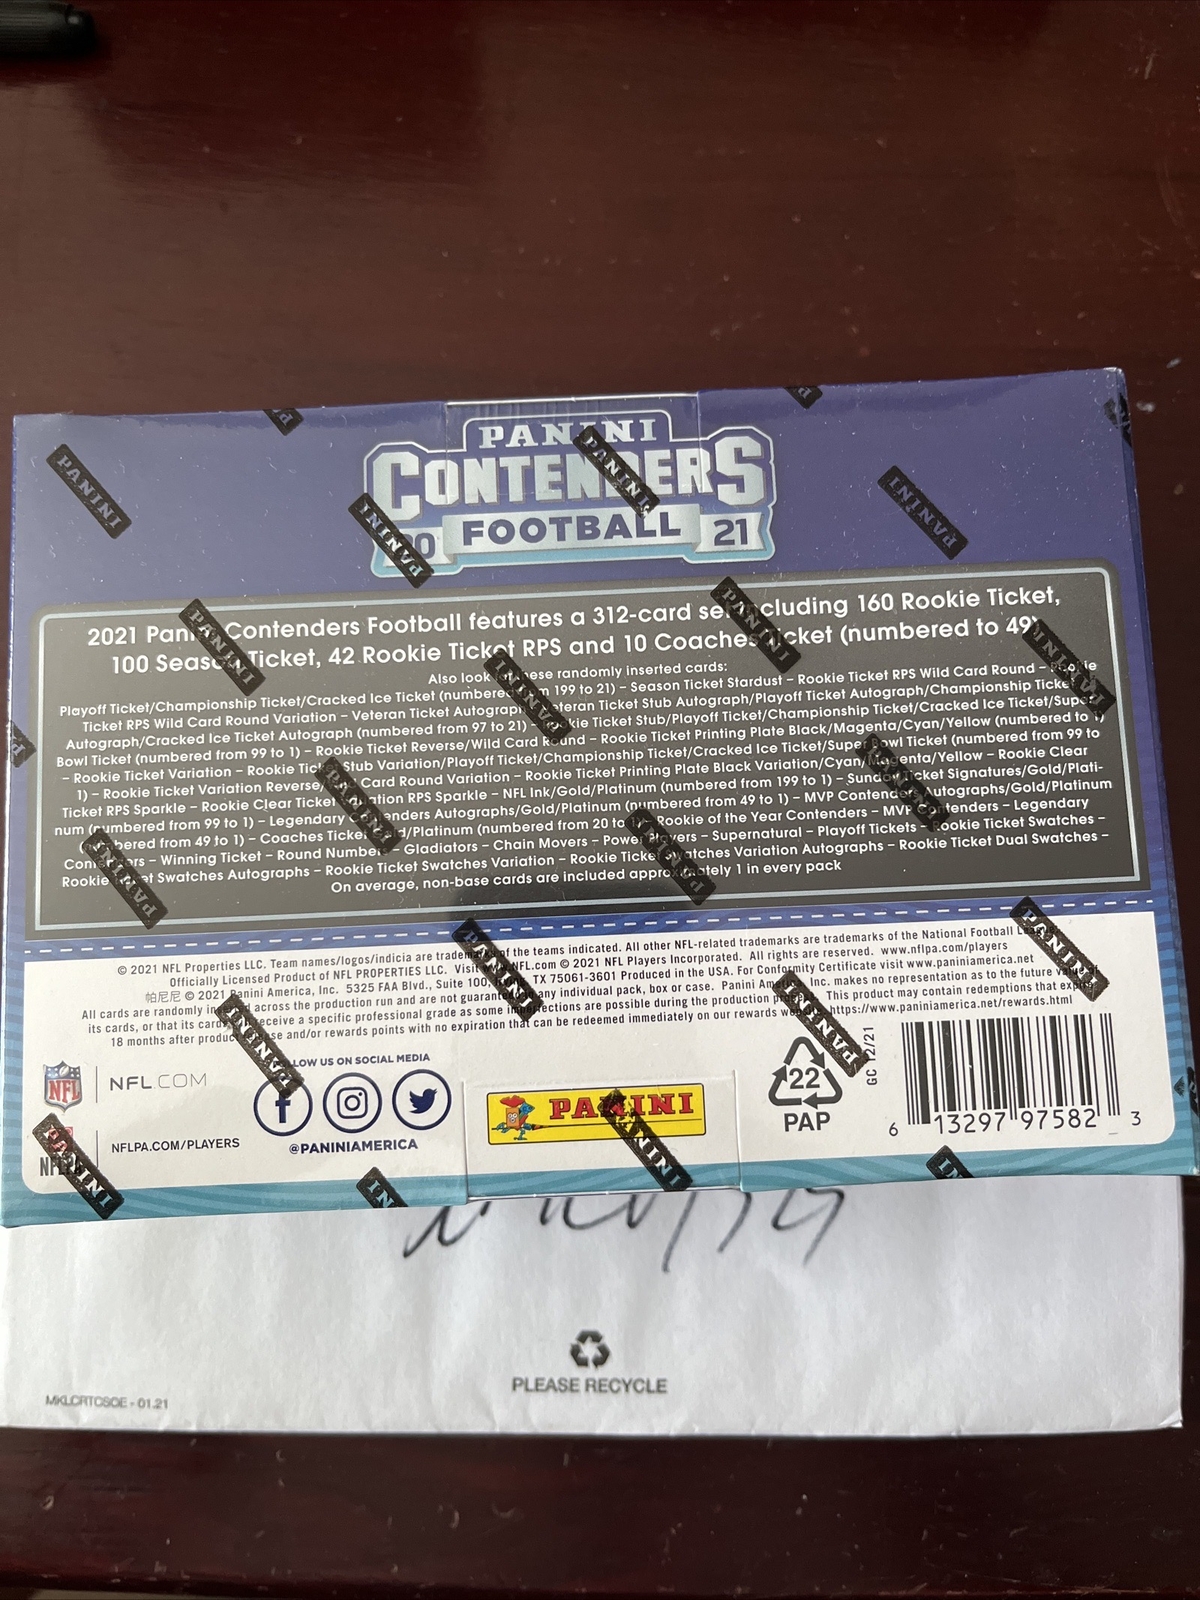 PANINI
CONTENDERS
20 FOOTBALL 21
2021 Panini Contenders Football features a 312-card set including 160 Rookie Ticket,
100 Season Ticket, 42 Rookie Ticket RPS and 10 Coaches Ticket (numbered to 49)
Also look these randomly inserted cards:
Playoff Ticket/Championship Ticket/Cracked Ice Ticket (numbered 199 to 21) – Season Ticket Stardust – Rookie Ticket RPS Wild Card Round – Rookie
Ticket RPS Wild Card Round Variation – Veteran Ticket Autograph Veteran Ticket Stub Autograph/Playoff Ticket Autograph/Championship Ticket
Autograph/Cracked Ice Ticket Autograph (numbered from 97 to 21) Rookie Ticket Stub/Playoff Ticket/Championship Ticket/Cracked Ice Ticket/Super
Bowl Ticket (numbered from 99 to 1) – Rookie Ticket Reverse/Wild Card Round – Rookie Ticket Printing Plate Black/Magenta/Cyan/Yellow (numbered to 1)
– Rookie Ticket Variation – Rookie Ticket Stub Variation/Playoff Ticket/Championship Ticket/Cracked Ice Ticket/Super Bowl Ticket (numbered from 99 to
1) – Rookie Ticket Variation Reverse/ Card Round Variation – Rookie Ticket Printing Plate Black Variation/Cyan/ Magenta/Yellow – Rookie Clear
Ticket RPS Sparkle – Rookie Clear Ticket Variation RPS Sparkle – NFL Ink/Gold/Platinum (numbered from 199 to 1) – Sunday Ticket Signatures/Gold/Plati-
num (numbered from 99 to 1) – Legendary Contenders Autographs/Gold/Platinum (numbered from 49 to 1) – MVP Contenders Autographs/Gold/Platinum
(numbered from 49 to 1) – Coaches Ticket /Platinum (numbered from 20 to 1) Rookie of the Year Contenders – MVP Contenders – Legendary
Contenders – Winning Ticket – Round Numbers – Gladiators – Chain Movers – Power Players – Supernatural – Playoff Tickets – Rookie Ticket Swatches –
Rookie Ticket Swatches Autographs – Rookie Ticket Swatches Variation – Rookie Ticket Swatches Variation Autographs – Rookie Ticket Dual Swatches –
On average, non-base cards are included approximately 1 in every pack
© 2021 NFL Properties LLC. Team names/logos/indicia are trademarks of the teams indicated. All other NFL-related trademarks are trademarks of the National Football League.
Officially Licensed Product of NFL PROPERTIES LLC. Visit NFL.com © 2021 NFL Players Incorporated. All rights are reserved. www.nflpa.com/players
帕尼尼 © 2021 Panini America, Inc. 5325 FAA Blvd., Suite 100, TX 75061-3601 Produced in the USA. For Conformity Certificate visit www.paniniamerica.net
All cards are randomly inserted across the production run and are not guaranteed in any individual pack, box or case. Panini America, Inc. makes no representation as to the future value of
its cards, or that its cards receive a specific professional grade as some imperfections are possible during the production process. This product may contain redemptions that expire
18 months after product release and/or rewards points with no expiration that can be redeemed immediately on our rewards website https://www.paniniamerica.net/rewards.html
NFL NFL.COM
NFLPA NFLPA.COM/PLAYERS
FOLLOW US ON SOCIAL MEDIA
@PANINIAMERICA
PANINI
22
PAP
GC 12/21
6 13297 97582 3
PLEASE RECYCLE
MKLCRTCSOE - 01.21